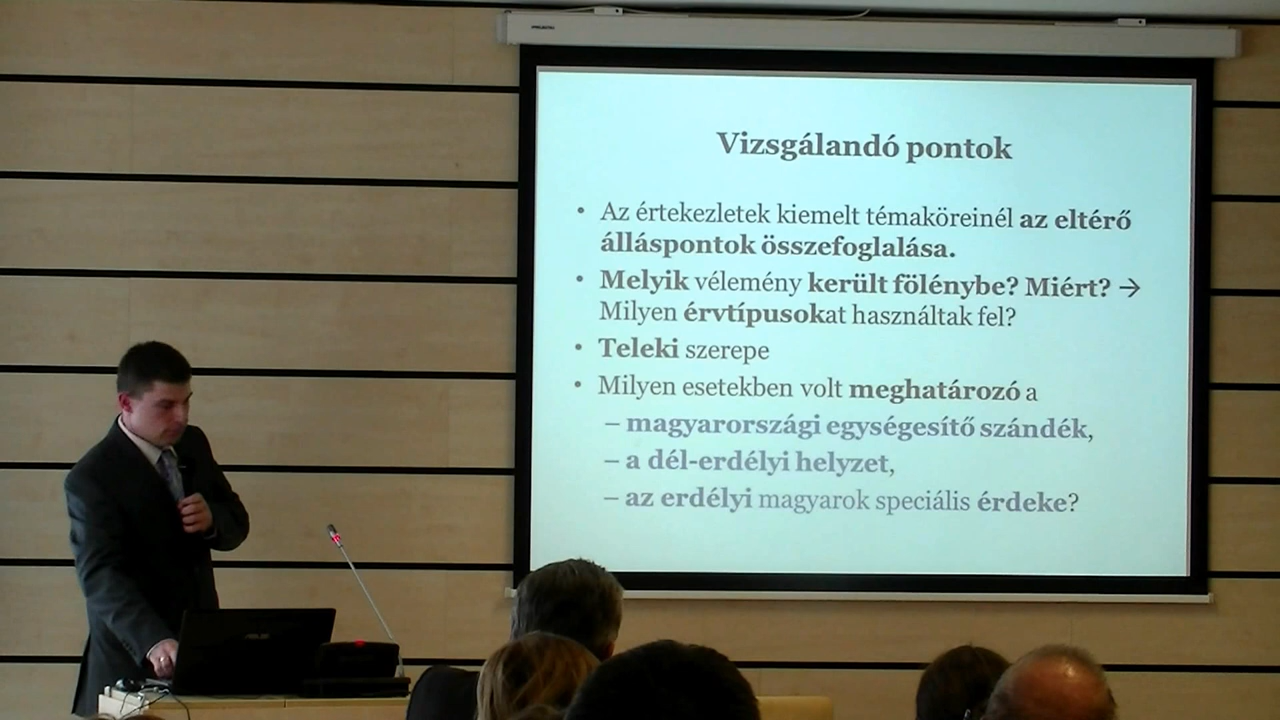 Vizsgálandó pontok
• Az értekezletek kiemelt témaköreinél az eltérő
álláspontok összefoglalása.
• Melyik vélemény került fölénybe? Miért? →
Milyen érvtípusokat használtak fel?
• Teleki szerepe
• Milyen esetekben volt meghatározó a
– magyarországi egységesítő szándék,
– a dél-erdélyi helyzet,
– az erdélyi magyarok speciális érdeke?